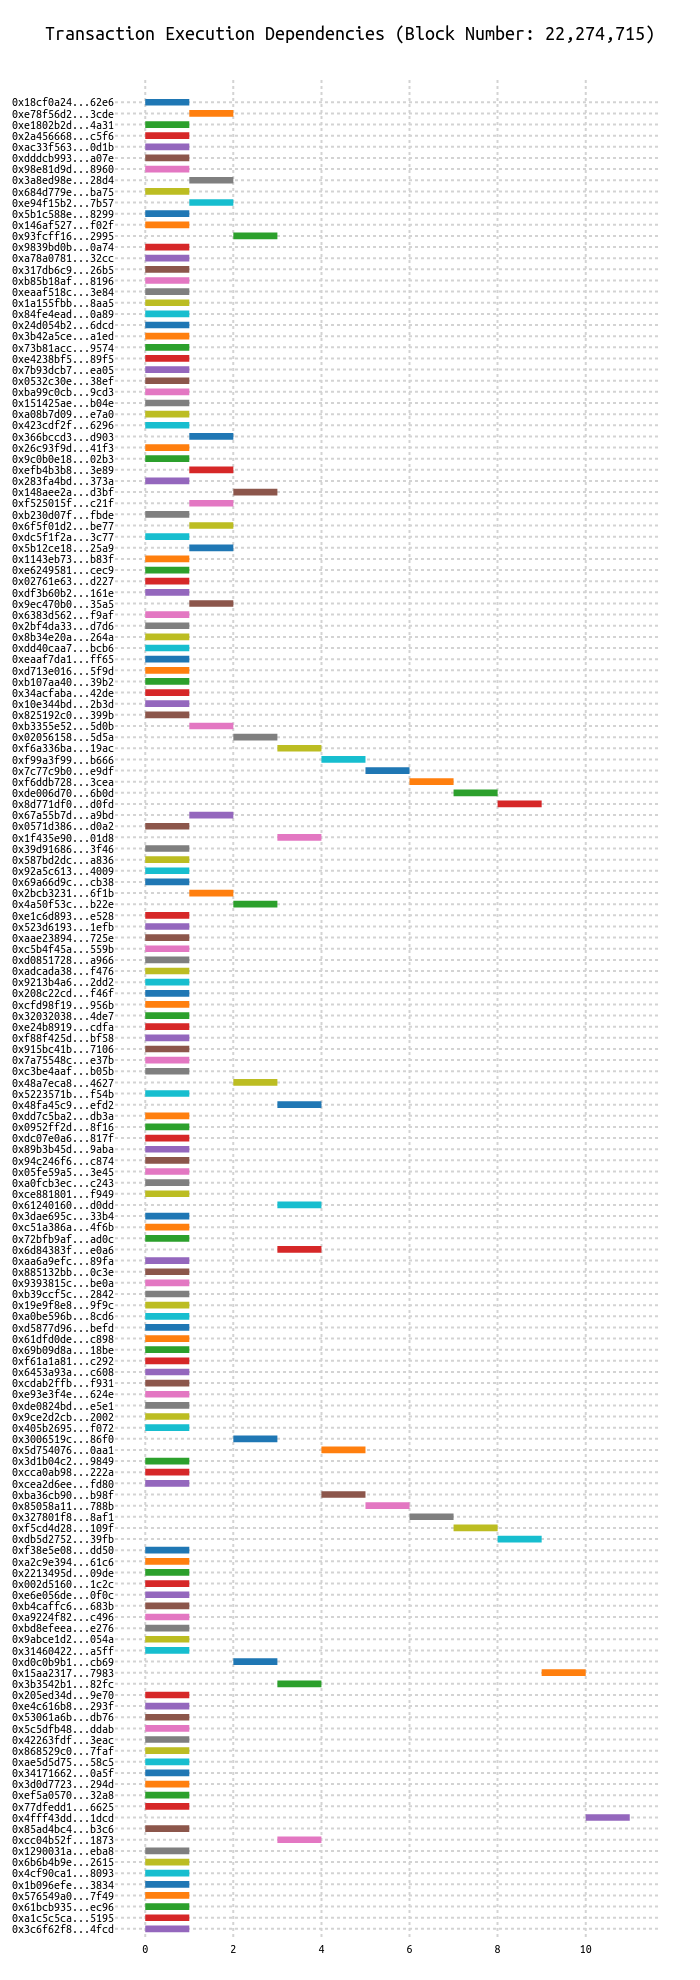 Transaction Execution Dependencies (Block Number: 22,274,715)
0x18cf0a24...62e6
0xe78f56d2...3cde
0xe1802b2d...4a31
0x2a456668...c5f6
0xac33f563...0d1b
0xdddcb993...a07e
0x98e81d9d...8960
0x3a8ed98e...28d4
0x684d779e...ba75
0xe94f15b2...7b57
0x5b1c588e...8299
0x146af527...f02f
0x93fcff16...2995
0x9839bd0b...0a74
0xa78a0781...32cc
0x317db6c9...26b5
0xb85b18af...8196
0xeaaf518c...3e84
0x1a155fbb...8aa5
0x84fe4ead...0a89
0x24d054b2...6dcd
0x3b42a5ce...a1ed
0x73b81acc...9574
0xe4238bf5...89f5
0x7b93dcb7...ea05
0x0532c30e...38ef
0xba99c0cb...9cd3
0x151425ae...b04e
0xa08b7d09...e7a0
0x423cdf2f...6296
0x366bccd3...d903
0x26c93f9d...41f3
0x9c0b0e18...02b3
0xefb4b3b8...3e89
0x283fa4bd...373a
0x148aee2a...d3bf
0xf525015f...c21f
0xb230d07f...fbde
0x6f5f01d2...be77
0xdc5f1f2a...3c77
0x5b12ce18...25a9
0x1143eb73...b83f
0xe6249581...cec9
0x02761e63...d227
0xdf3b60b2...161e
0x9ec470b0...35a5
0x6383d562...f9af
0x2bf4da33...d7d6
0x8b34e20a...264a
0xdd40caa7...bcb6
0xeaaf7da1...ff65
0xd713e016...5f9d
0xb107aa40...39b2
0x34acfaba...42de
0x10e344bd...2b3d
0x825192c0...399b
0xb3355e52...5d0b
0x02056158...5d5a
0xf6a336ba...19ac
0xf99a3f99...b666
0x7c77c9b0...e9df
0xf6ddb728...3cea
0xde006d70...6b0d
0x8d771df0...d0fd
0x67a55b7d...a9bd
0x0571d386...d0a2
0x1f435e90...01d8
0x39d91686...3f46
0x587bd2dc...a836
0x92a5c613...4009
0x69a66d9c...cb38
0x2bcb3231...6f1b
0x4a50f53c...b22e
0xe1c6d893...e528
0x523d6193...1efb
0xaae23894...725e
0xc5b4f45a...559b
0xd0851728...a966
0xadcada38...f476
0x9213b4a6...2dd2
0x208c22cd...f46f
0xcfd98f19...956b
0x32032038...4de7
0xe24b8919...cdfa
0xf88f425d...bf58
0x915bc41b...7106
0x7a75548c...e37b
0xc3be4aaf...b05b
0x48a7eca8...4627
0x5223571b...f54b
0x48fa45c9...efd2
0xdd7c5ba2...db3a
0x0952ff2d...8f16
0xdc07e0a6...817f
0x89b3b45d...9aba
0x94c246f6...c874
0x05fe59a5...3e45
0xa0fcb3ec...c243
0xce881801...f949
0x61240160...d0dd
0x3dae695c...33b4
0xc51a386a...4f6b
0x72bfb9af...ad0c
0x6d84383f...e0a6
0xaa6a9efc...89fa
0x885132bb...0c3e
0x9393815c...be0a
0xb39ccf5c...2842
0x19e9f8e8...9f9c
0xa0be596b...8cd6
0xd5877d96...befd
0x61dfd0de...c898
0x69b09d8a...18be
0xf61a1a81...c292
0x6453a93a...c608
0xcdab2ffb...f931
0xe93e3f4e...624e
0xde0824bd...e5e1
0x9ce2d2cb...2002
0x405b2695...f072
0x3006519c...86f0
0x5d754076...0aa1
0x3d1b04c2...9849
0xcca0ab98...222a
0xcea2d6ee...fd80
0xba36cb90...b98f
0x85058a11...788b
0x327801f8...8af1
0xf5cd4d28...109f
0xdb5d2752...39fb
0xf38e5e08...dd50
0xa2c9e394...61c6
0x2213495d...09de
0x002d5160...1c2c
0xe6e056de...0f0c
0xb4caffc6...683b
0xa9224f82...c496
0xbd8efeea...e276
0x9abce1d2...054a
0x31460422...a5ff
0xd0c0b9b1...cb69
0x15aa2317...7983
0x3b3542b1...82fc
0x205ed34d...9e70
0xe4c616b8...293f
0x53061a6b...db76
0x5c5dfb48...ddab
0x42263fdf...3eac
0x868529c0...7faf
0xae5d5d75...58c5
0x34171662...0a5f
0x3d0d7723...294d
0xef5a0570...32a8
0x77dfedd1...6625
0x4fff43dd...1dcd
0x85ad4bc4...b3c6
0xcc04b52f...1873
0x1290031a...eba8
0x6b6b4b9e...2615
0x4cf90ca1...8093
0x1b096efe...3834
0x576549a0...7f49
0x61bcb935...ec96
0xa1c5c5ca...5195
0x3c6f62f8...4fcd
0 2 4 6 8 10